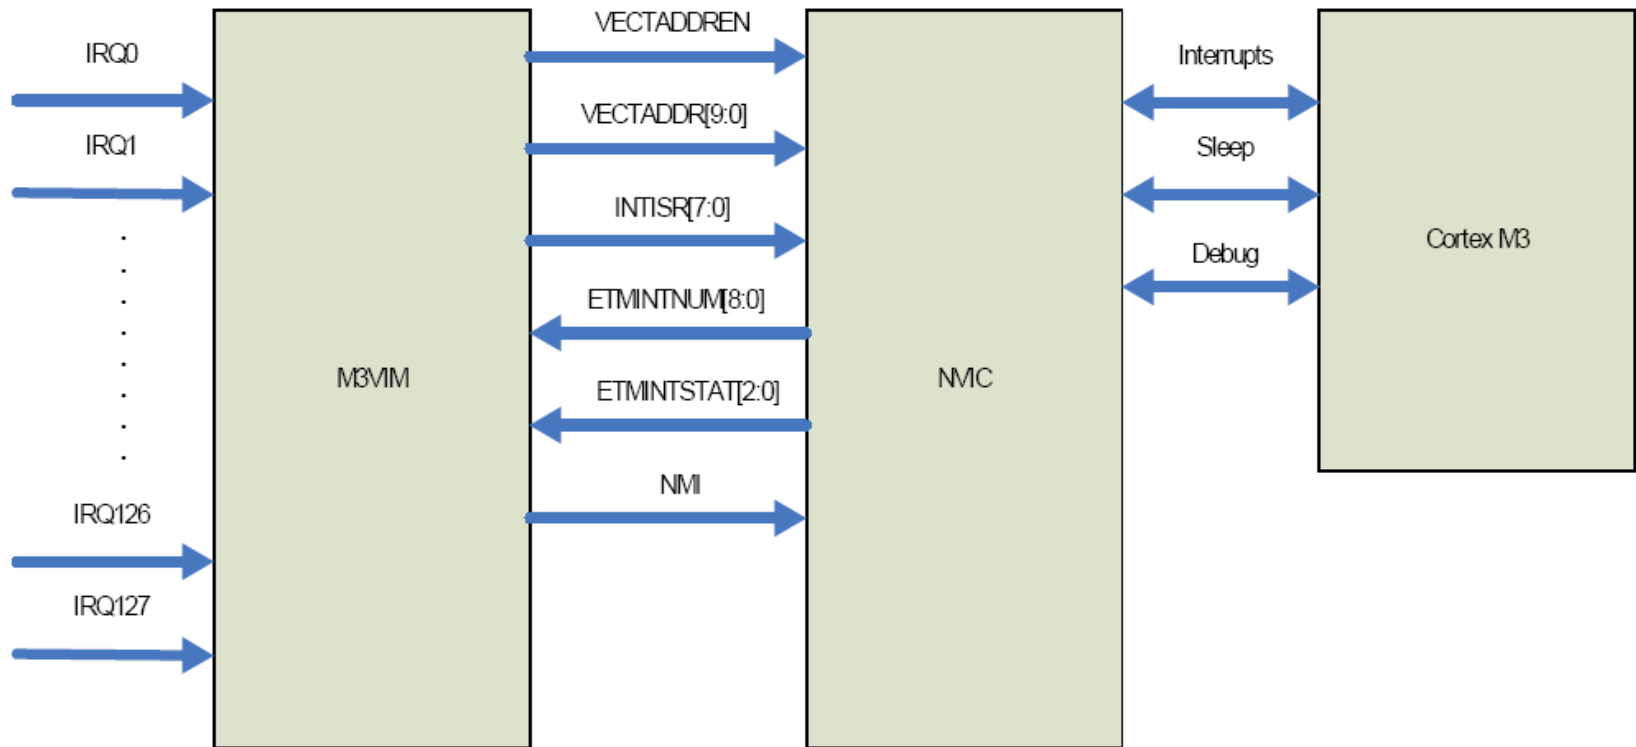 VECTADDREN
IRQ0
Interrupts
VECTADDR[9:0]
IRQ1
Sleep
INTISR[7:0]
Cortex M3
Debug
ETMINTNUM[8:0]
M3VIM
NVIC
ETMINTSTAT[2:0]
NMI
IRQ126
IRQ127